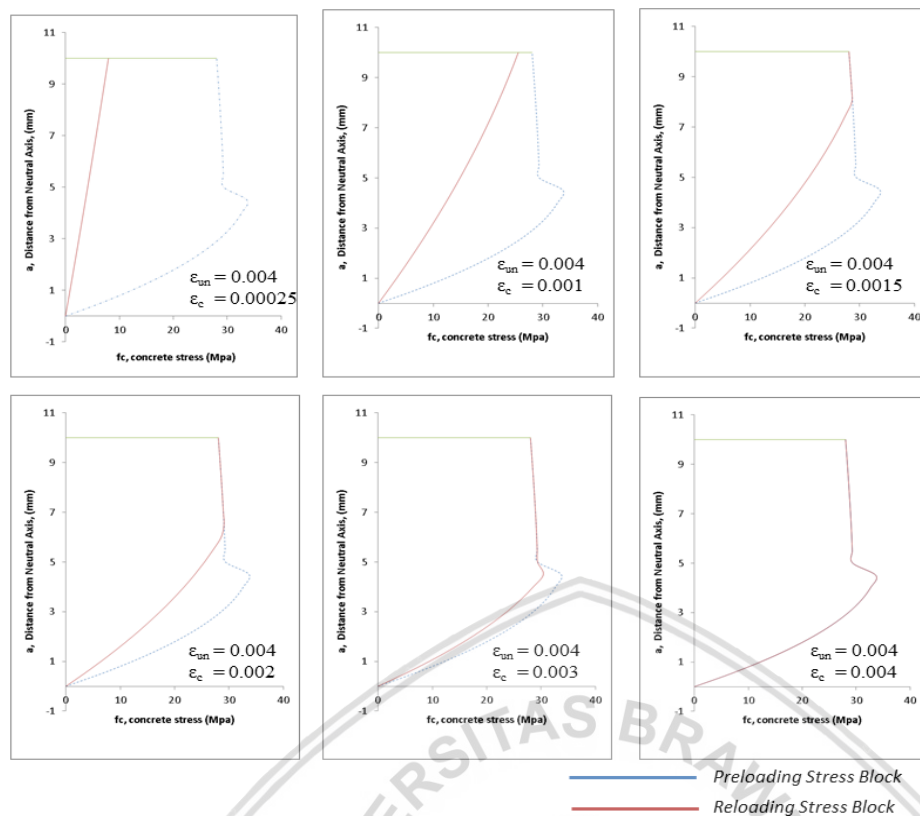 11
9
7
5
3
1
-1
a, Distance from Neutral Axis, (mm)
0 10 20 30 40
fc, concrete stress (Mpa)
εun = 0.004
εc = 0.00025
11
9
7
5
3
1
-1
a, Distance from Neutral Axis, (mm)
0 10 20 30 40
fc, concrete stress (Mpa)
εun = 0.004
εc = 0.001
11
9
7
5
3
1
-1
a, Distance from Neutral Axis, (mm)
0 10 20 30 40
fc, concrete stress (Mpa)
εun = 0.004
εc = 0.0015
11
9
7
5
3
1
-1
a, Distance from Neutral Axis, (mm)
0 10 20 30 40
fc, concrete stress (Mpa)
εun = 0.004
εc = 0.002
11
9
7
5
3
1
-1
a, Distance from Neutral Axis, (mm)
0 10 20 30 40
fc, concrete stress (Mpa)
εun = 0.004
εc = 0.003
11
9
7
5
3
1
-1
a, Distance from Neutral Axis, (mm)
0 10 20 30 40
fc, concrete stress (Mpa)
εun = 0.004
εc = 0.004
ERSITAS BRAW
Preloading Stress Block
Reloading Stress Block